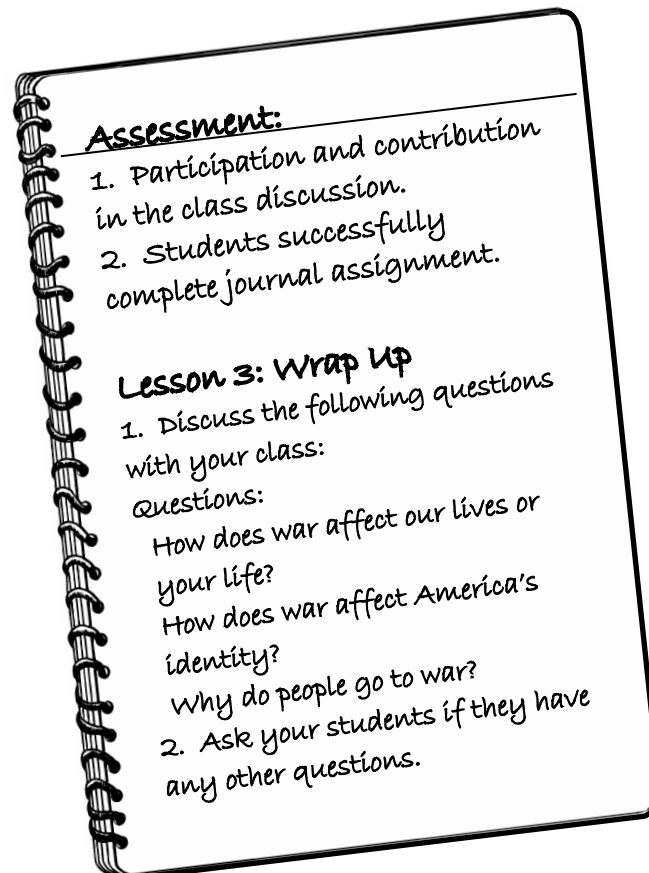 Assessment:
1. Participation and contribution
in the class discussion.
2. Students successfully
complete journal assignment.
Lesson 3: Wrap Up
1. Discuss the following questions
with your class:
Questions:
How does war affect our lives or
your life?
How does war affect America's
identity?
Why do people go to war?
2. Ask your students if they have
any other questions.